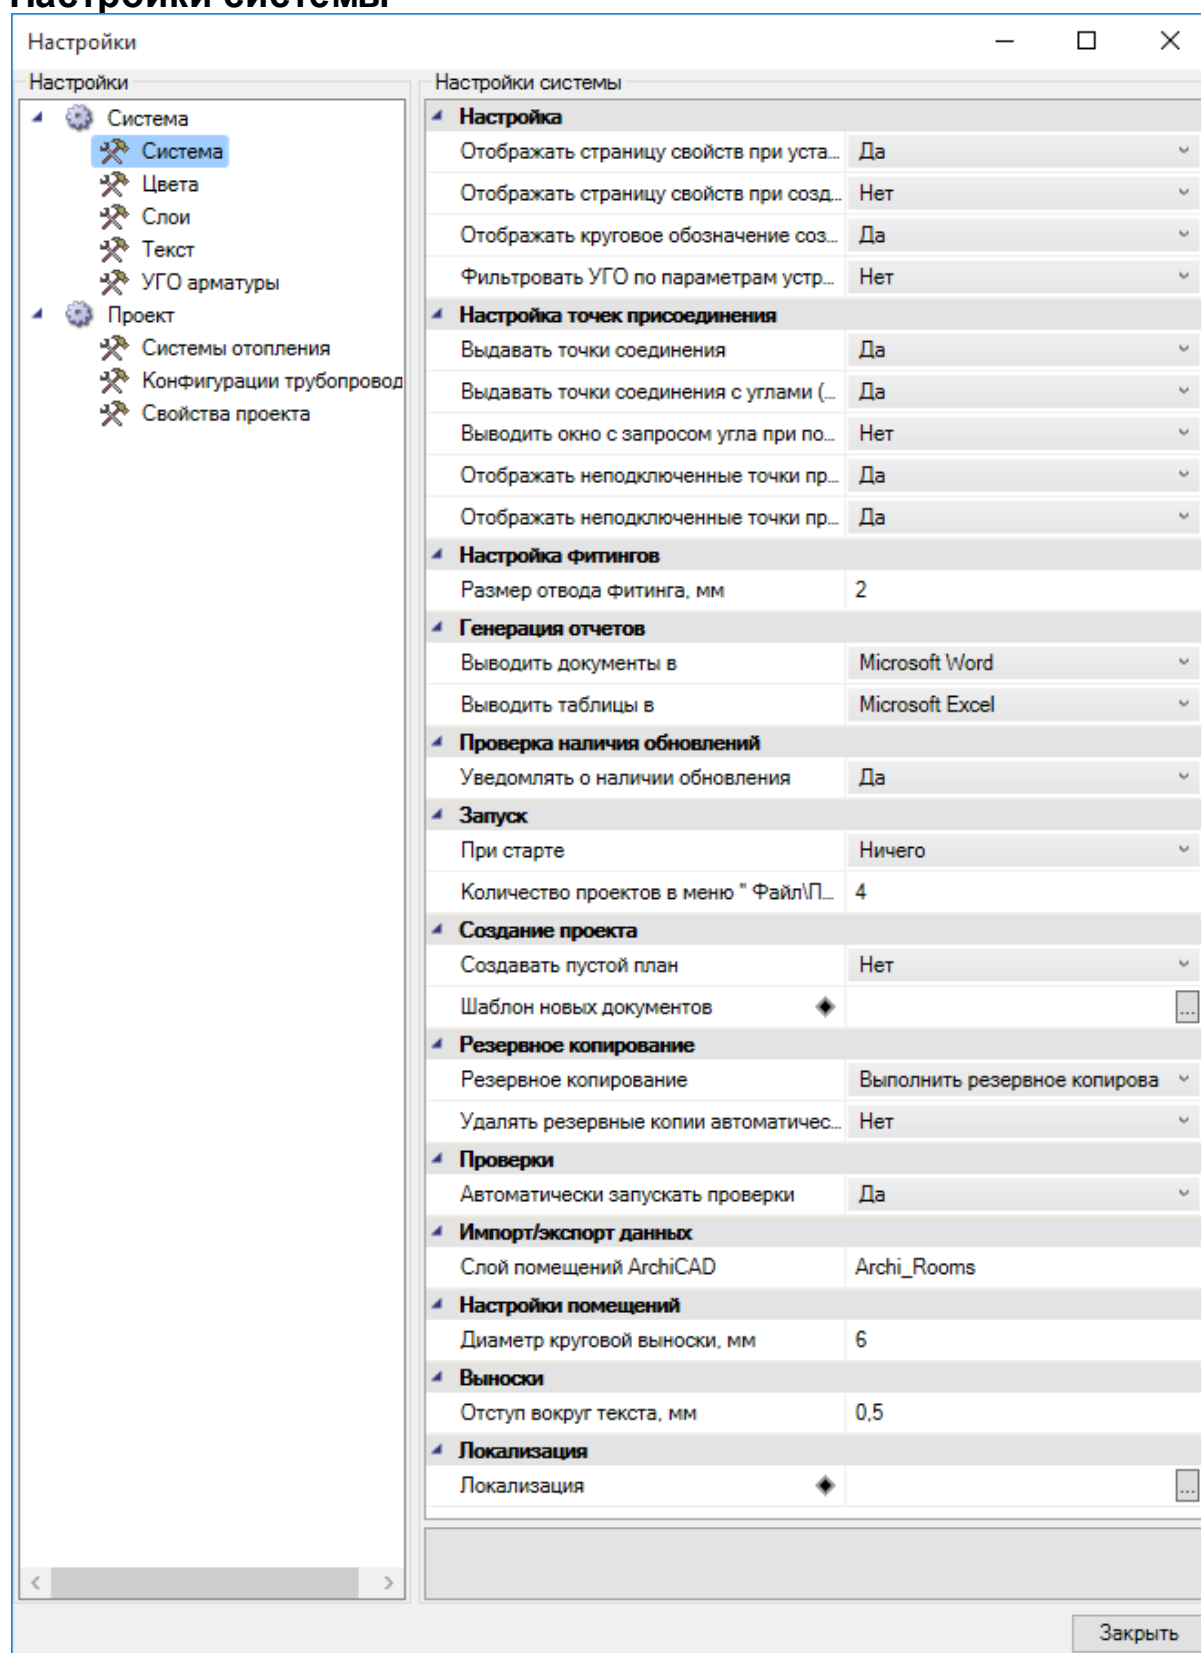 Настройки системы
Настройки
Настройки
Система
Система
Цвета
Слои
Текст
УГО арматуры
Проект
Системы отопления
Конфигурации трубопровод
Свойства проекта
Настройки системы
Настройка
Отображать страницу свойств при уста... Да
Отображать страницу свойств при созд... Нет
Отображать круговое обозначение соз... Да
Фильтровать УГО по параметрам устр... Нет
Настройка точек присоединения
Выдавать точки соединения Да
Выдавать точки соединения с углами (... Да
Выводить окно с запросом угла при по... Нет
Отображать неподключенные точки пр... Да
Отображать неподключенные точки пр... Да
Настройка фитингов
Размер отвода фитинга, мм 2
Генерация отчетов
Выводить документы в Microsoft Word
Выводить таблицы в Microsoft Excel
Проверка наличия обновлений
Уведомлять о наличии обновления Да
Запуск
При старте Ничего
Количество проектов в меню " Файл\П... 4
Создание проекта
Создавать пустой план Нет
Шаблон новых документов ...
Резервное копирование
Резервное копирование Выполнить резервное копирова
Удалять резервные копии автоматичес... Нет
Проверки
Автоматически запускать проверки Да
Импорт/экспорт данных
Слой помещений ArchiCAD Archi_Rooms
Настройки помещений
Диаметр круговой выноски, мм 6
Выноски
Отступ вокруг текста, мм 0,5
Локализация
Локализация ...
Закрыть